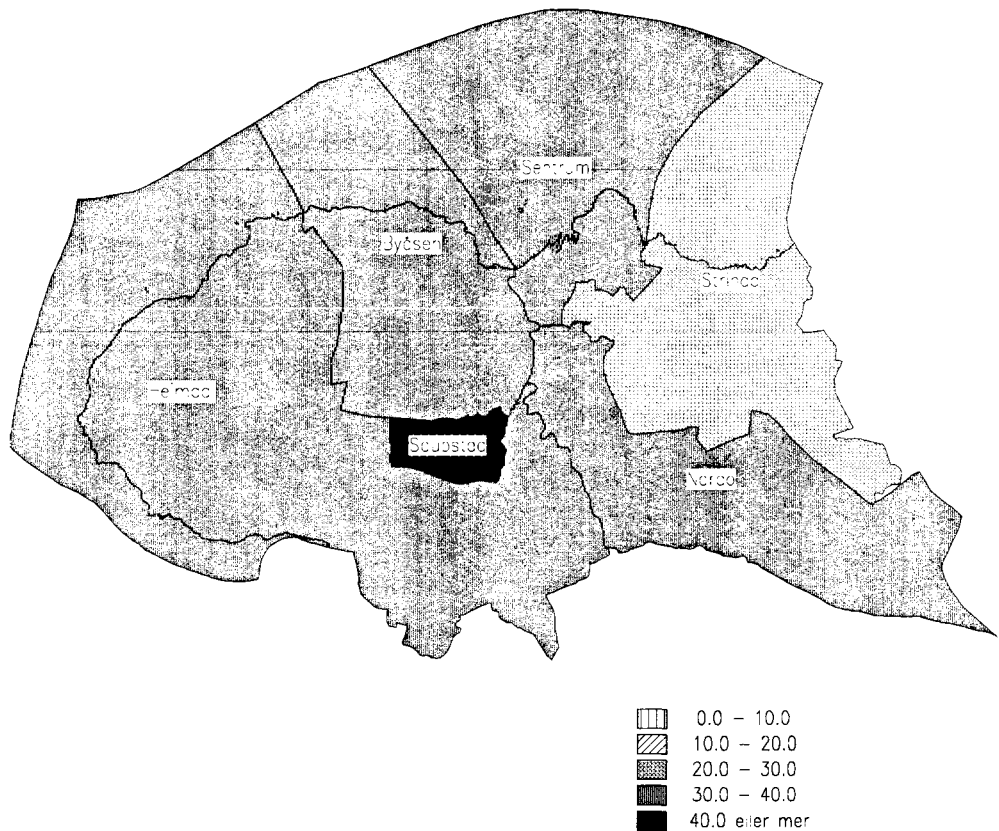 Sentrum
Byåsen
Strinda
Heimdal
Saupstad
Nardo
0.0 - 10.0
10.0 - 20.0
20.0 - 30.0
30.0 - 40.0
40.0 eller mer